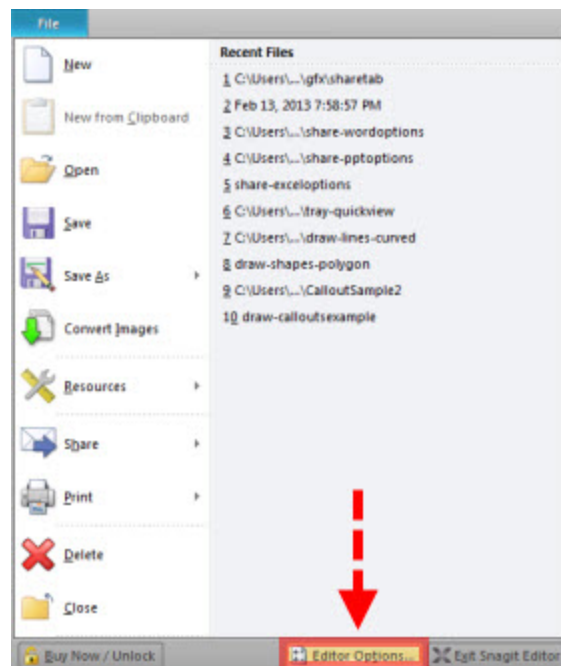 File
New
New from Clipboard
Open
Save
Save As
Convert Images
Resources
Share
Print
Delete
Close
Recent Files
1 C:\Users\...\gfx\sharetab
2 Feb 13, 2013 7:58:57 PM
3 C:\Users\...\share-wordoptions
4 C:\Users\...\share-pptoptions
5 share-exceloptions
6 C:\Users\...\tray-quickview
7 C:\Users\...\draw-lines-curved
8 draw-shapes-polygon
9 C:\Users\...\CalloutSample2
10 draw-calloutsexample
Buy Now / Unlock
Editor Options...
Exit Snagit Editor